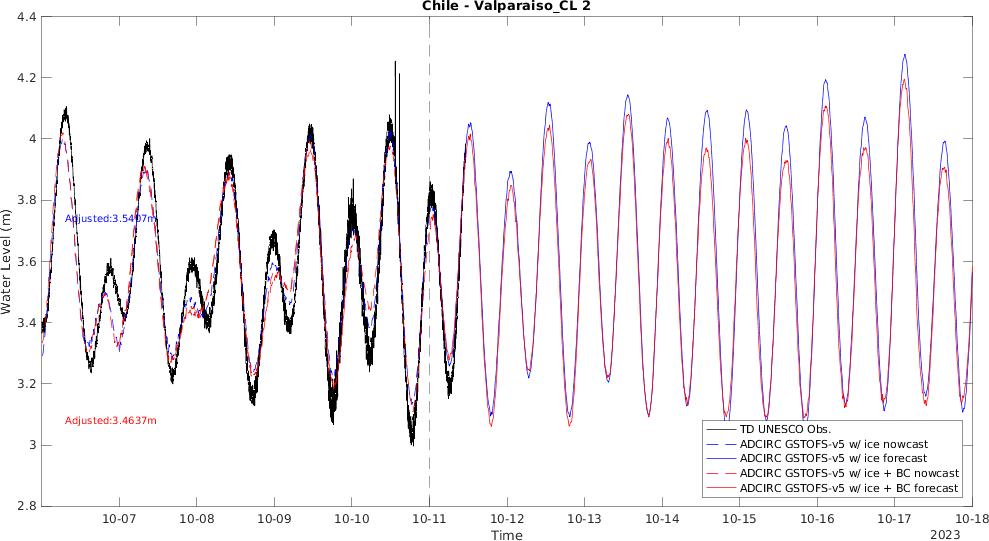 Chile - Valparaiso_CL 2
4.4
4.2
4
3.8
3.6
3.4
3.2
3
2.8
Water Level (m)
Adjusted:3.5407m
Adjusted:3.4637m
TD UNESCO Obs.
ADCIRC GSTOFS-v5 w/ ice nowcast
ADCIRC GSTOFS-v5 w/ ice forecast
ADCIRC GSTOFS-v5 w/ ice + BC nowcast
ADCIRC GSTOFS-v5 w/ ice + BC forecast
10-07 10-08 10-09 10-10 10-11 10-12 10-13 10-14 10-15 10-16 10-17 10-18
Time
2023